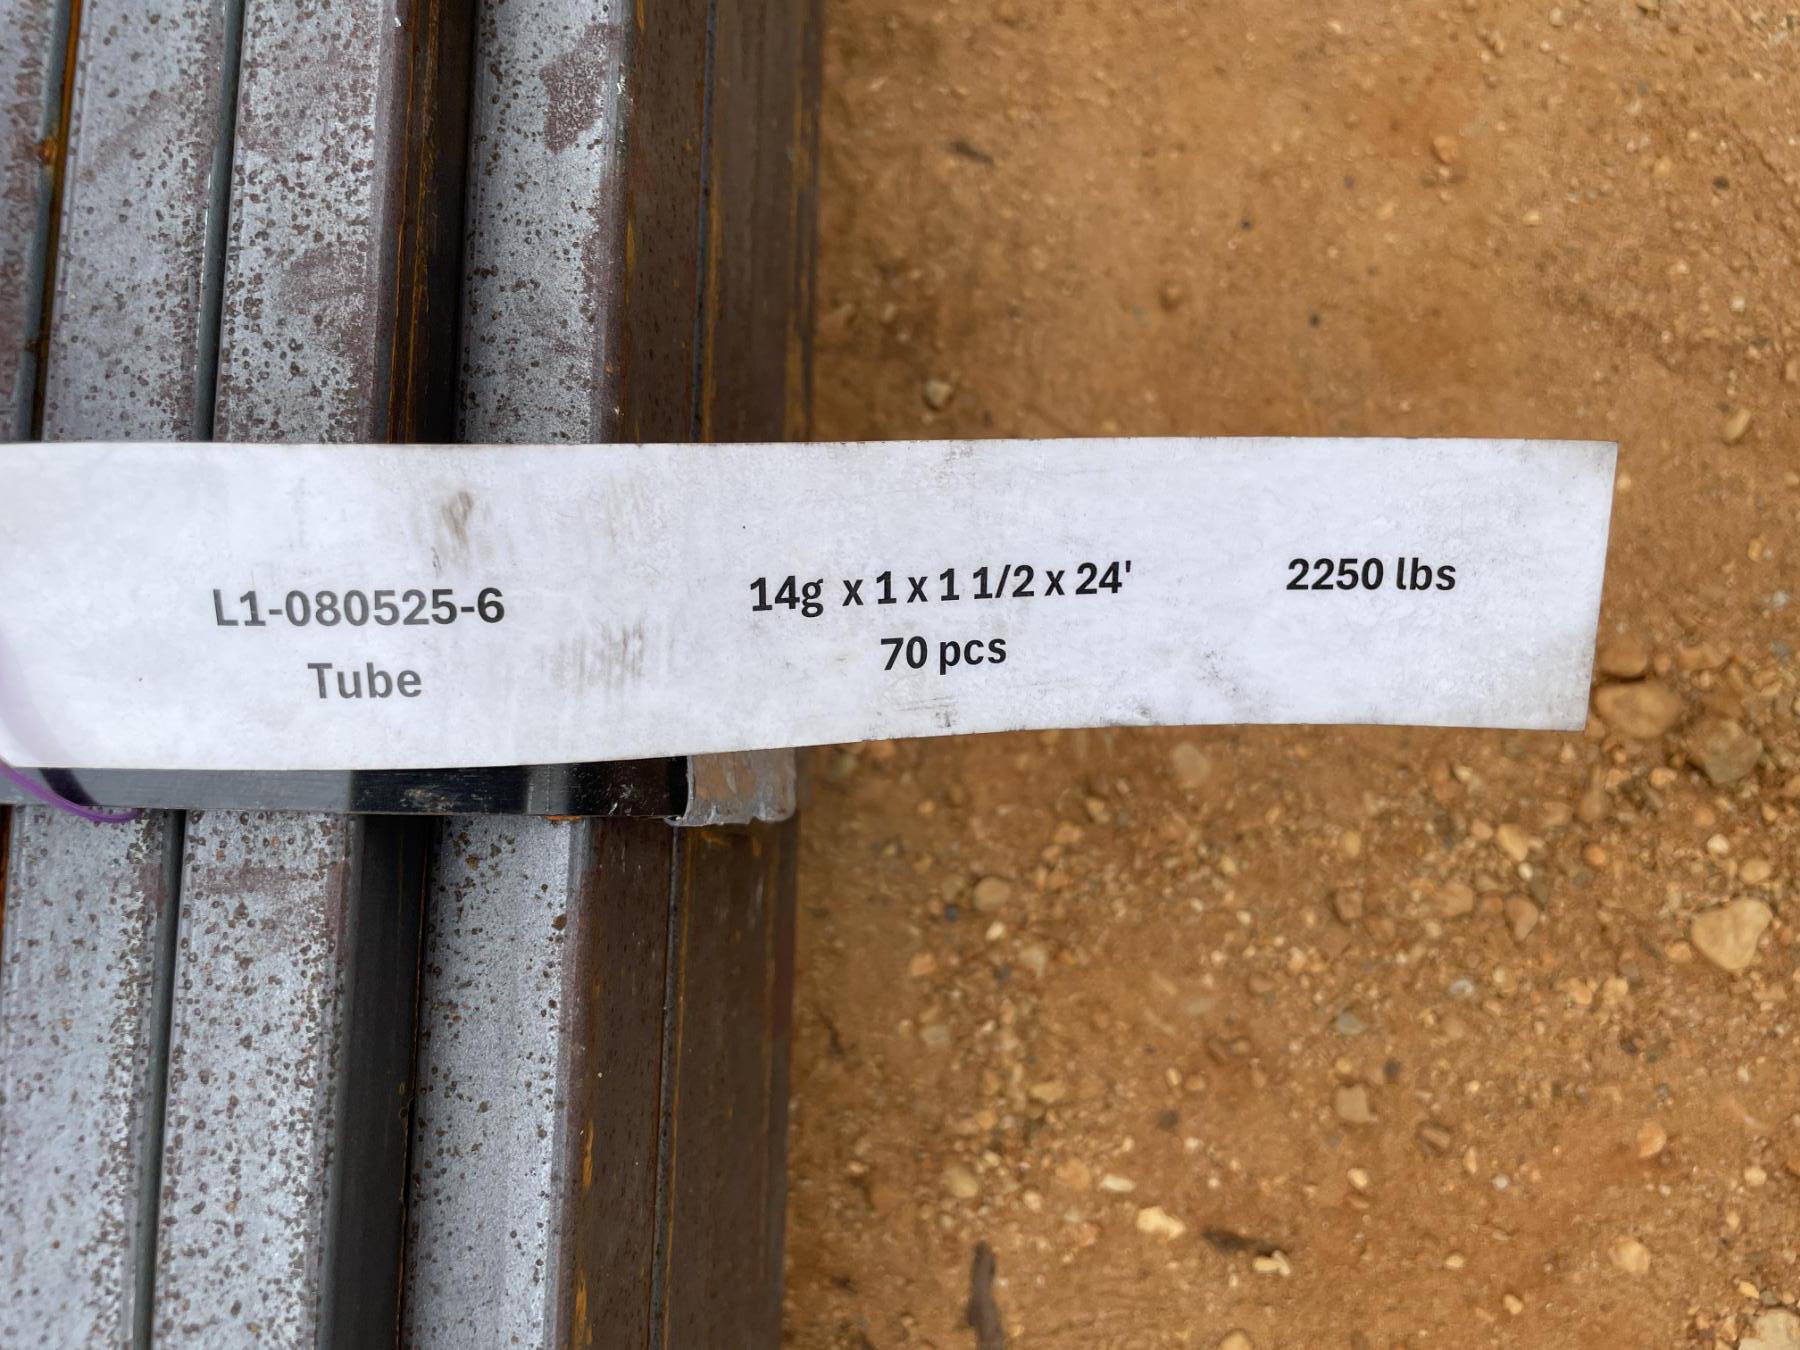 L1-080525-6
Tube
14g x 1 x 1 1/2 x 24'
70 pcs
2250 lbs